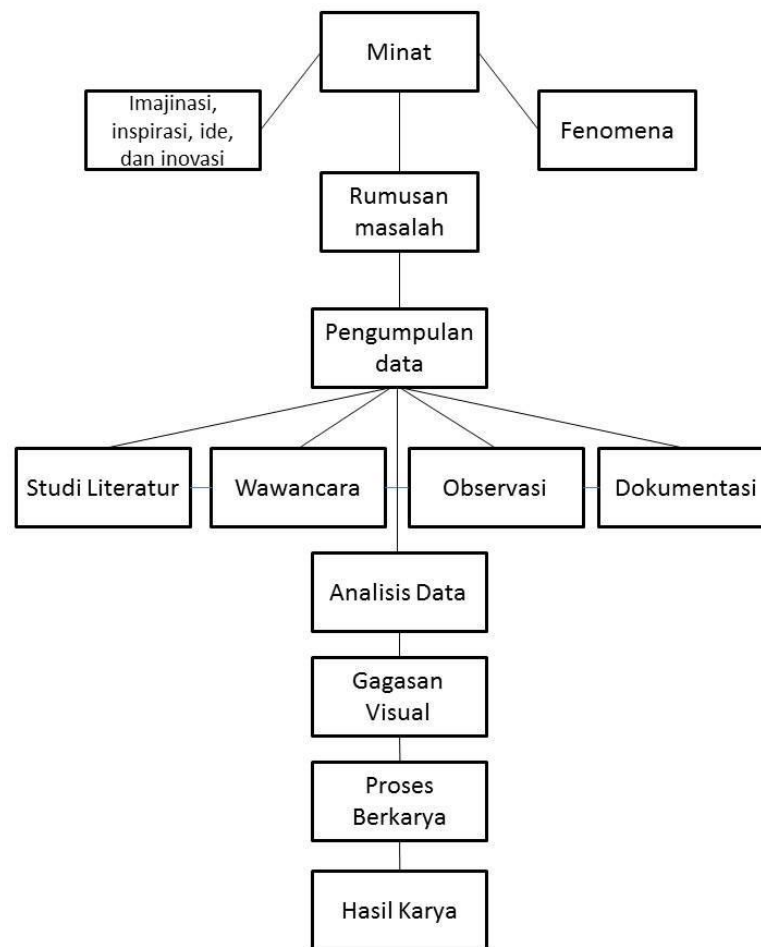 Minat
Imajinasi,
inspirasi, ide,
dan inovasi
Fenomena
Rumusan
masalah
Pengumpulan
data
Studi Literatur
Wawancara
Observasi
Dokumentasi
Analisis Data
Gagasan
Visual
Proses
Berkarya
Hasil Karya